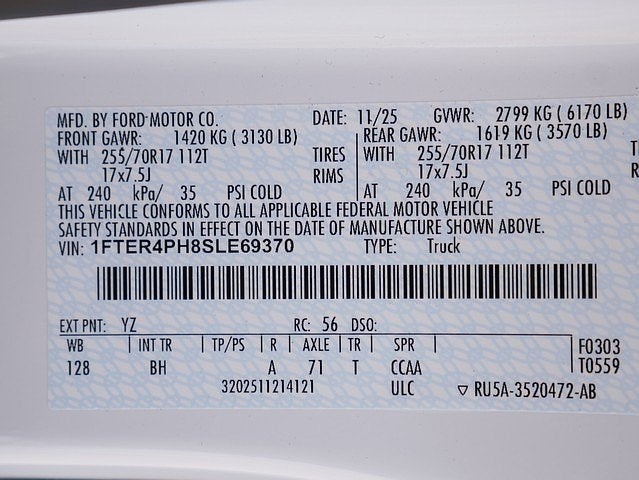 MFD. BY FORD MOTOR CO. DATE: 11/25 GVWR: 2799 KG ( 6170 LB)
FRONT GAWR: 1420 KG ( 3130 LB) REAR GAWR: 1619 KG ( 3570 LB)
WITH 255/70R17 112T TIRES WITH 255/70R17 112T
17x7.5J RIMS 17x7.5J
AT 240 kPa/ 35 PSI COLD AT 240 kPa/ 35 PSI COLD
THIS VEHICLE CONFORMS TO ALL APPLICABLE FEDERAL MOTOR VEHICLE
SAFETY STANDARDS IN EFFECT ON THE DATE OF MANUFACTURE SHOWN ABOVE.
VIN: 1FTER4PH8SLE69370 TYPE: Truck
EXT PNT: YZ RC: 56 DSO:
WB INT TR TP/PS R AXLE TR SPR F0303
128 BH A 71 T CCAA T0559
3202511214121 ULC ▽ RU5A-3520472-AB